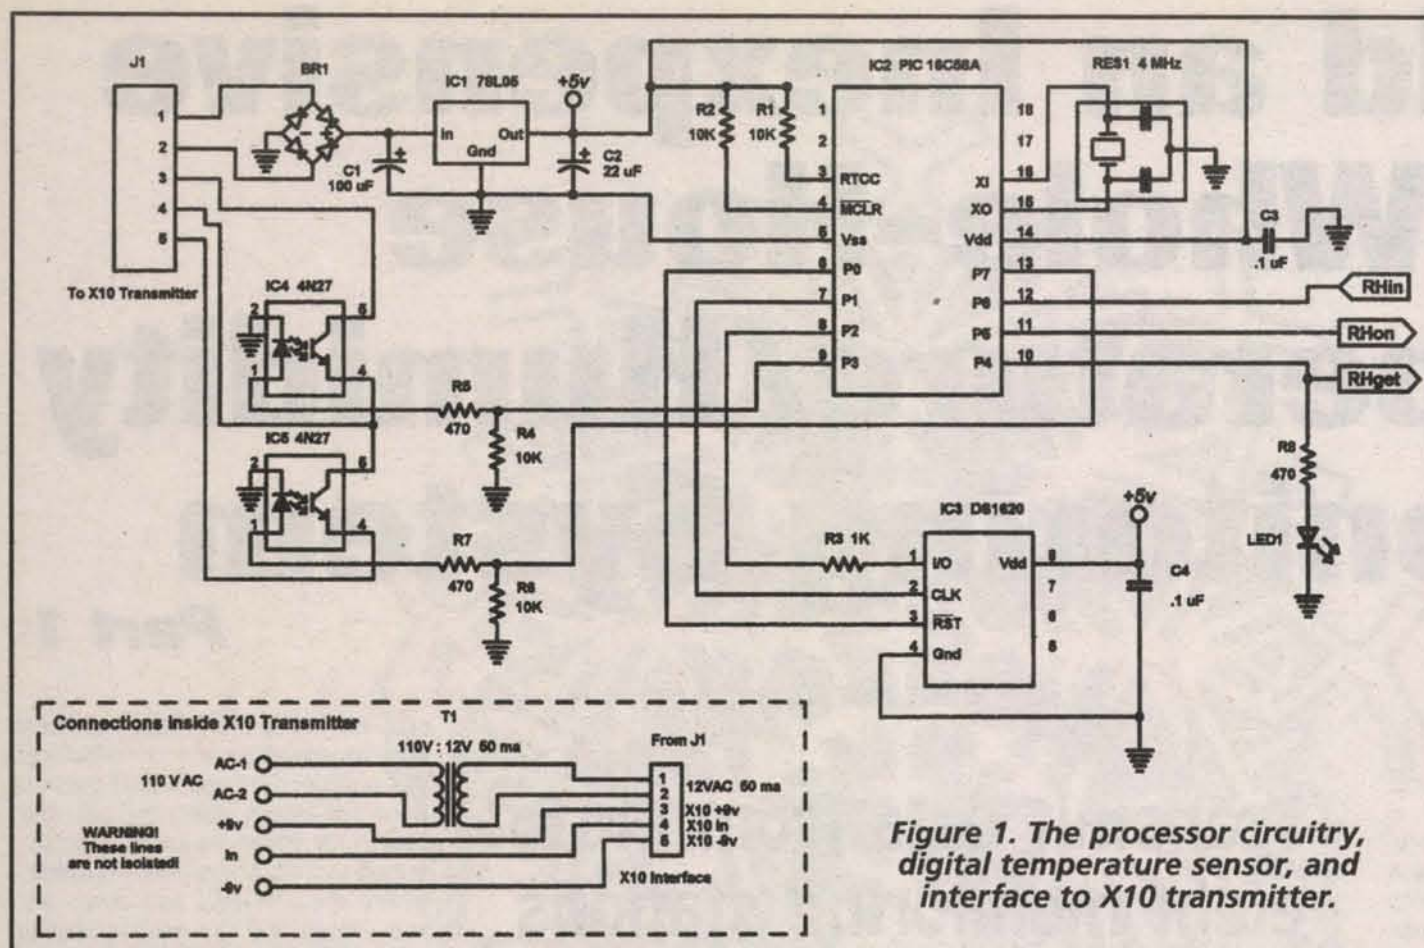 J1
1
2
3
4
5
To X10 Transmitter
BR1
C1
100 uF
IC1 78L05
In
Out
Gnd
+5v
C2
22 uF
R2
10K
R1
10K
IC2 PIC 16C58A
1
2
3 RTCC
4 MCLR
5 Vss
6 P0
7 P1
8 P2
9 P3
18
17
XI 16
XO 15
Vdd 14
P7 13
P6 12
P5 11
P4 10
RES1 4 MHz
C3
.1 uF
RHin
RHon
RHget
R8
470
LED1
IC4 4N27
2
1
5
4
R5
470
R4
10K
IC5 4N27
2
1
5
4
R7
470
R6
10K
R3 1K
IC3 DS1620
1 I/O
2 CLK
3 RST
4 Gnd
Vdd 8
7
6
5
+5v
C4
.1 uF
Connections Inside X10 Transmitter
AC-1
110 V AC
AC-2
+9v
WARNING!
These lines
are not isolated!
In
-9v
T1
110V : 12V 50 ma
From J1
1
2
3
4
5
12VAC 50 ma
X10 +9v
X10 In
X10 -9v
X10 Interface
Figure 1. The processor circuitry,
digital temperature sensor, and
interface to X10 transmitter.